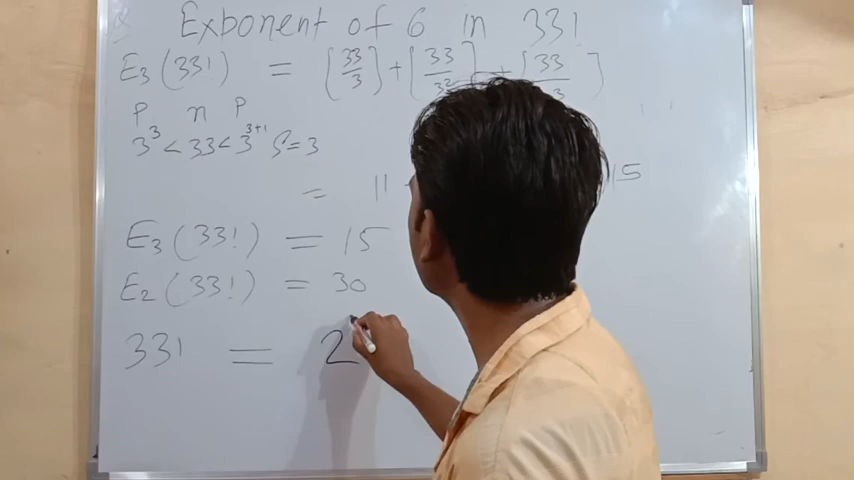 Exponent of 6 in 33!
E₃(33!) = [33/3] + [33/3²] + [33/3]
P n P
3³ < 33 < 3³⁺¹ S = 3
= 11 15
E₃(33!) = 15
E₂(33!) = 30
33! = 2